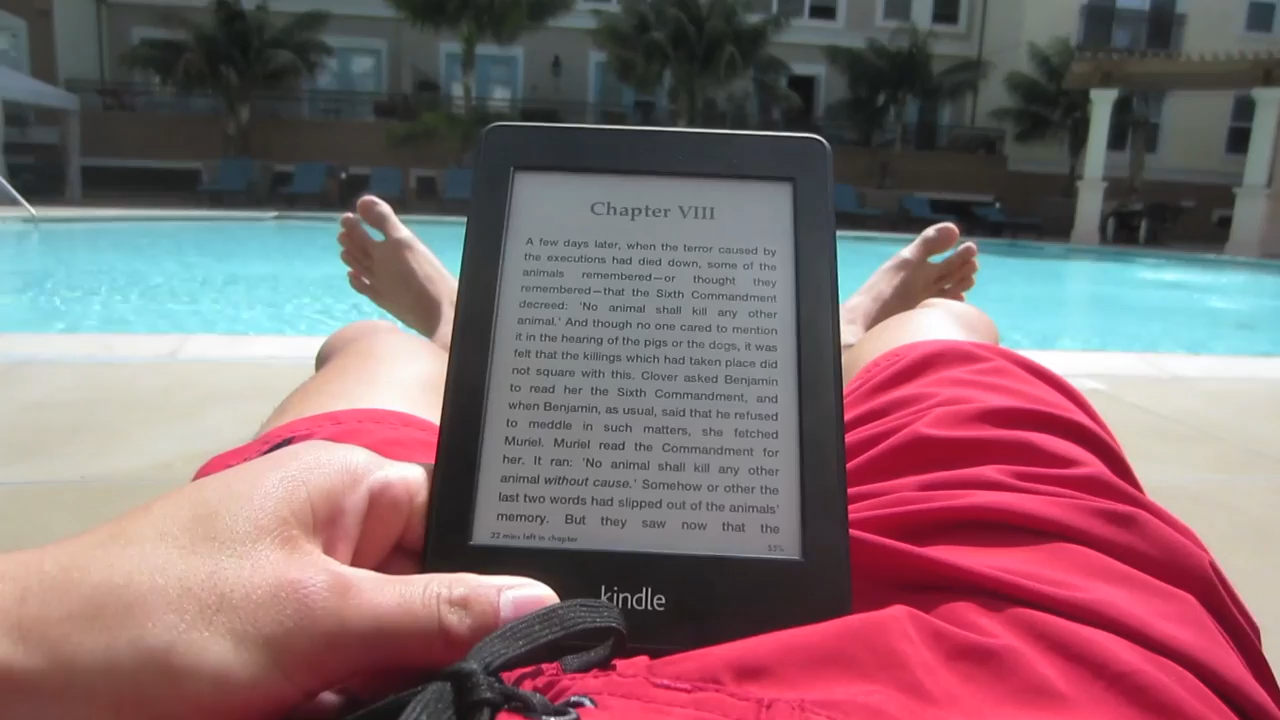 Chapter VIII
A few days later, when the terror caused by
the executions had died down, some of the
animals remembered—or thought they
remembered—that the Sixth Commandment
decreed: 'No animal shall kill any other
animal.' And though no one cared to mention
it in the hearing of the pigs or the dogs, it was
felt that the killings which had taken place did
not square with this. Clover asked Benjamin
to read her the Sixth Commandment, and
when Benjamin, as usual, said that he refused
to meddle in such matters, she fetched
Muriel. Muriel read the Commandment for
her. It ran: 'No animal shall kill any other
animal without cause.' Somehow or other the
last two words had slipped out of the animals'
memory. But they saw now that the
32 mins left in chapter
55%
kindle